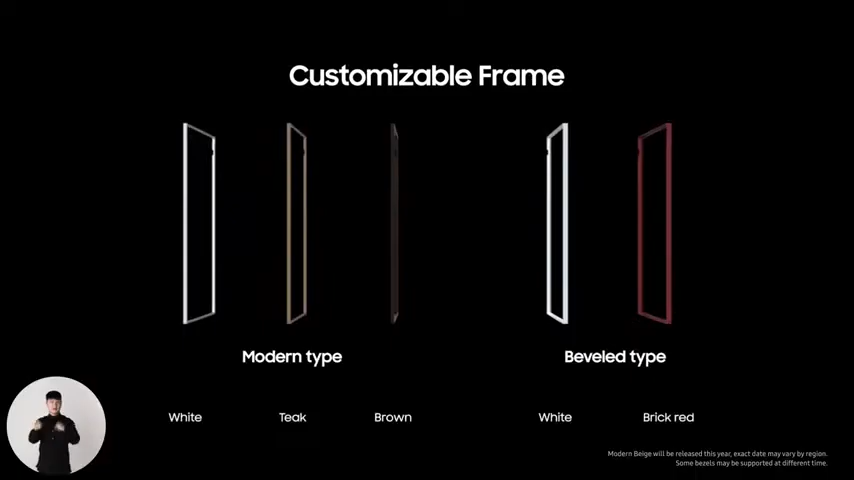 Customizable Frame
Modern type
Beveled type
White
Teak
Brown
White
Brick red
Modern Beige will be released this year, exact date may vary by region.
Some bezels may be supported at different time.